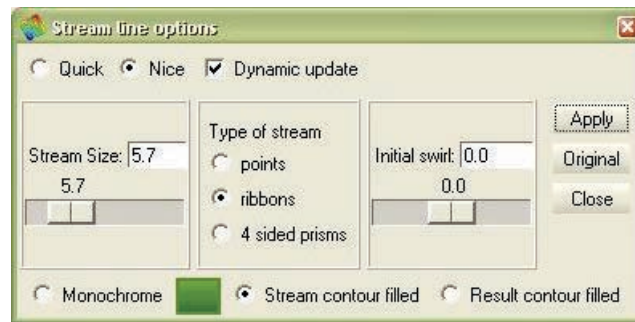 Stream line options
Quick Nice Dynamic update
Stream Size: 5.7
5.7
Type of stream
points
ribbons
4 sided prisms
Initial swirl: 0.0
0.0
Apply
Original
Close
Monochrome Stream contour filled Result contour filled